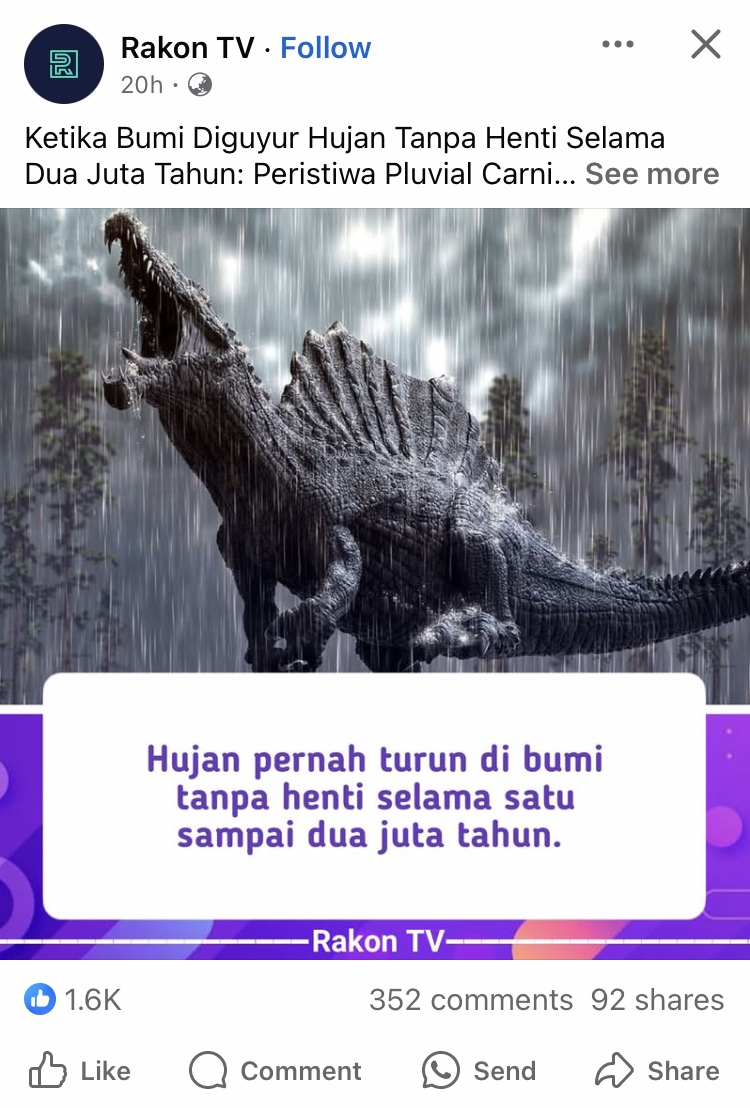 Rakon TV · Follow
20h ·
Ketika Bumi Diguyur Hujan Tanpa Henti Selama
Dua Juta Tahun: Peristiwa Pluvial Carni... See more
Hujan pernah turun di bumi
tanpa henti selama satu
sampai dua juta tahun.
Rakon TV
1.6K
352 comments 92 shares
Like Comment Send Share